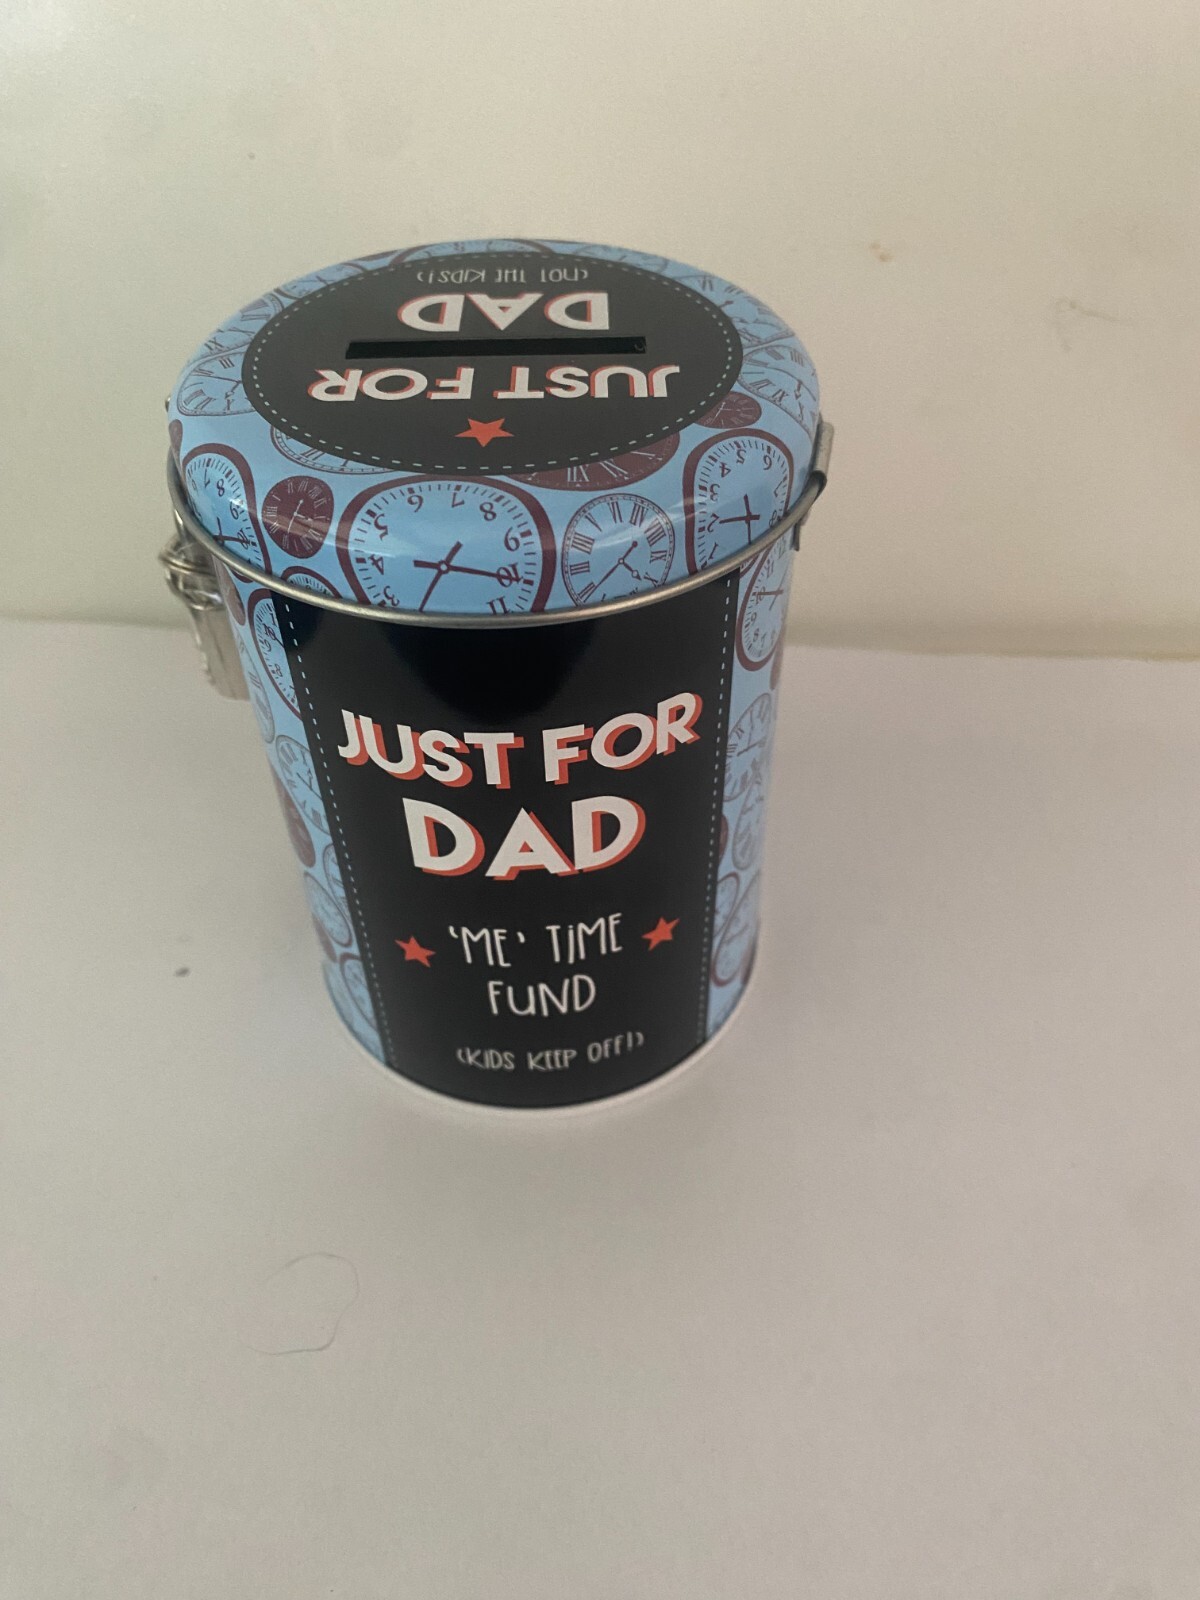 JUST FOR
DAD
(NOT THE KIDS!)
JUST FOR
DAD
'ME' TIME
FUND
(KIDS KEEP OFF!)